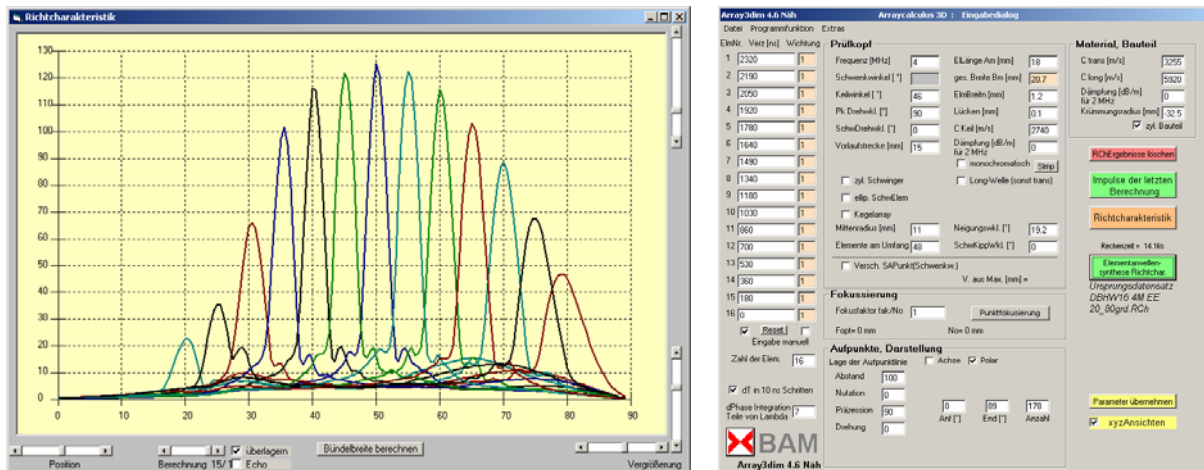 Richtcharakteristik
130
120
110
100
90
80
70
60
50
40
30
20
10
0
0 10 20 30 40 50 60 70 80 90
Position
Berechnung 15/1
überlagern
Echo
Bündelbreite berechnen
Vergrößerung
Array3dim 4.6 Näh Arraycalculus 3D : Eingabedialog
Datei Programmfunktion Extras
ElmNr. Verz [ns] Wichtung
1 2320 1
2 2190 1
3 2050 1
4 1920 1
5 1780 1
6 1640 1
7 1490 1
8 1340 1
9 1180 1
10 1030 1
11 860 1
12 700 1
13 530 1
14 360 1
15 180 1
16 0 1
Reset
Eingabe manuell
Zahl der Elem. 16
dT in 10 ns Schritten
dPhase Integration
Teile von Lambda 7
BAM
Array3dim 4.6 Näh
Prüfkopf
Frequenz [MHz] 4 El.Länge Am [mm] 18
Schwenkwinkel [°] ges. Breite Bm [mm] 20.7
Keilwinkel [°] 46 ElmBreitn [mm] 1.2
Pk Drehwkl. [°] 90 Lücken [mm] 0.1
SchwDrehwkl. [°] 0 C Keil [m/s] 2740
Vorlaufstrecke [mm] 15 Dämpfung [dB/m] 0
für 2 MHz
monochromatisch SImp
zyl. Schwinger Long-Welle (sonst trans)
ellip. SchwElem
Kegelarray
Mittenradius [mm] 11 Neigungswkl. [°] 19.2
Elemente am Umfang 48 SchwKippWkl. [°] 0
Versch. SAPunkt(Schwenkw.)
V. aus Max. [mm] =
Fokussierung
Fokusfaktor fak/No 1 Punktfokusierung
Fopt= 0 mm No= 0 mm
Aufpunkte, Darstellung
Lage der Aufpunktlinie Achse Polar
Abstand 100
Nutation 0
Präzession 90 0 89 178
Anf [°] End [°] Anzahl
Drehung 0
Material, Bauteil
C trans [m/s] 3255
C long [m/s] 5920
Dämpfung [dB/m] 0
für 2 MHz
Krümmungsradius [mm] -32.5
zyl. Bauteil
RChErgebnisse löschen
Impulse der letzten
Berechnung
Richtcharakteristik
Rechenzeit = 14.16s
Elementarwellen-
synthese Richtchar.
Ursprungsdatensatz
DBHW16 4M EE
20_80grd.RCh
Parameter übernehmen
xyzAnsichten